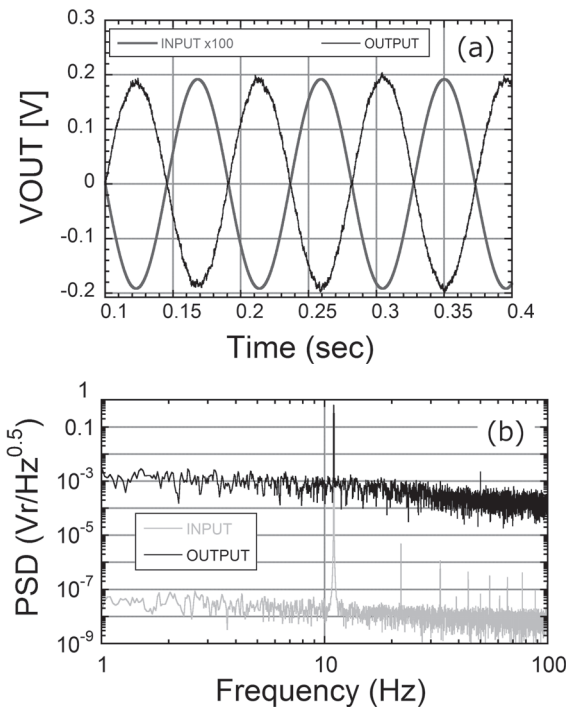 0.3
INPUT x100 OUTPUT (a)
0.2
0.1
0
-0.1
-0.2
VOUT [V]
0.1 0.15 0.2 0.25 0.3 0.35 0.4
Time (sec)
1
(b)
0.1
10⁻³
INPUT
10⁻⁵
OUTPUT
10⁻⁷
10⁻⁹
PSD (Vr/Hz⁰·⁵)
1 10 100
Frequency (Hz)